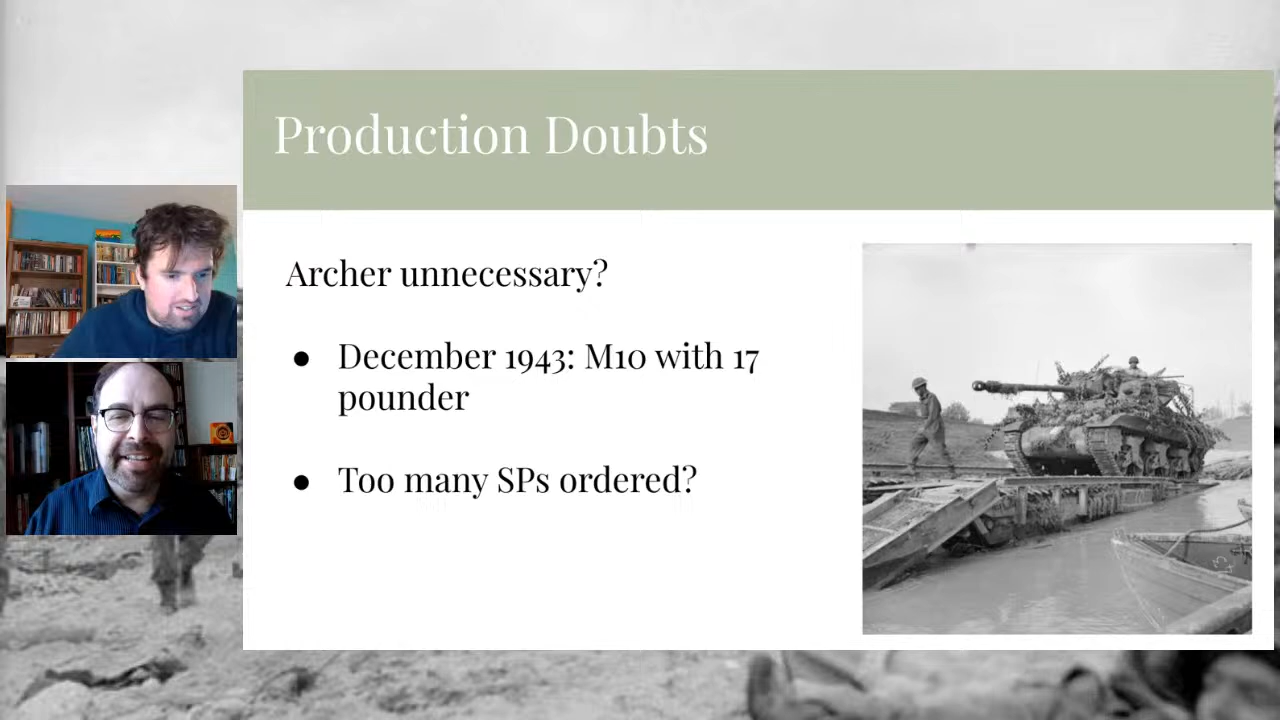 Production Doubts
Archer unnecessary?
● December 1943: M10 with 17
pounder
● Too many SPs ordered?